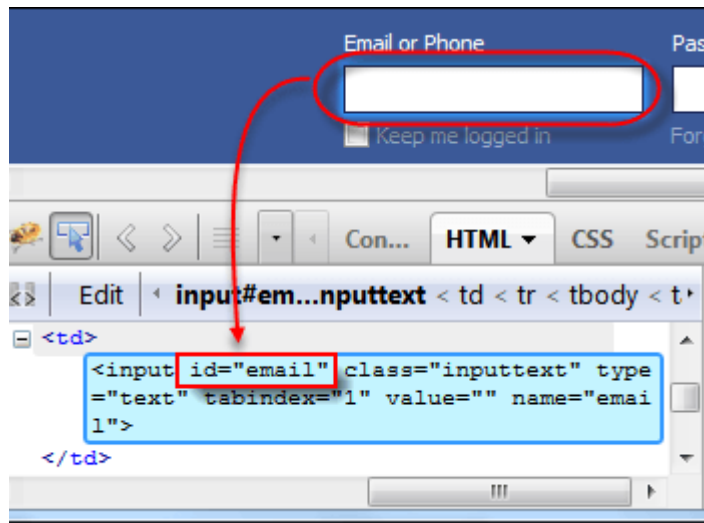 Email or Phone Pas
Keep me logged in For
Con... HTML CSS Scrip
Edit input#em...nputtext < td < tr < tbody < t
<td>
<input id="email" class="inputtext" type
="text" tabindex="1" value="" name="emai
l">
</td>